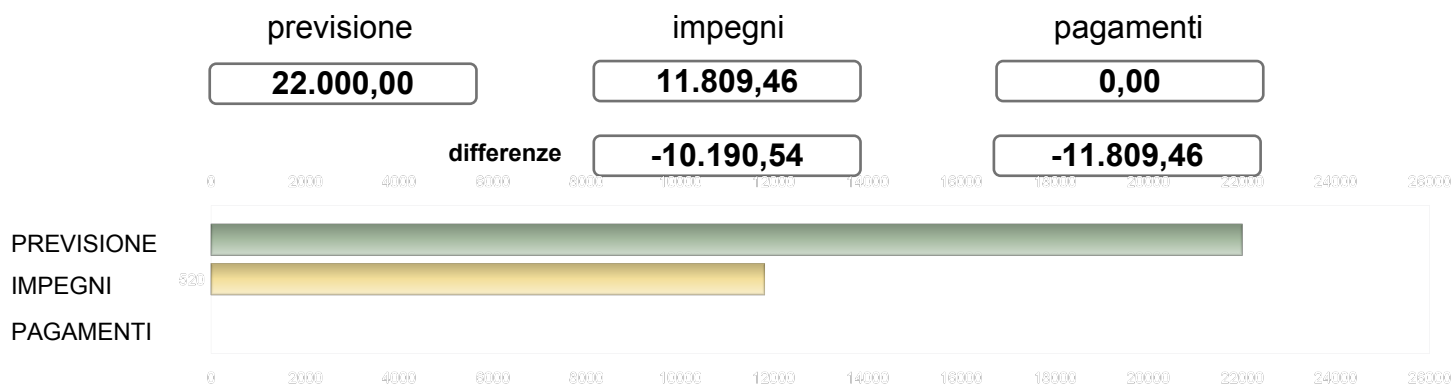 previsione impegni pagamenti
22.000,00 11.809,46 0,00
differenze -10.190,54 -11.809,46
0 2000 4000 6000 8000 10000 12000 14000 16000 18000 20000 22000 24000 26000
PREVISIONE
520
IMPEGNI
PAGAMENTI
0 2000 4000 6000 8000 10000 12000 14000 16000 18000 20000 22000 24000 26000